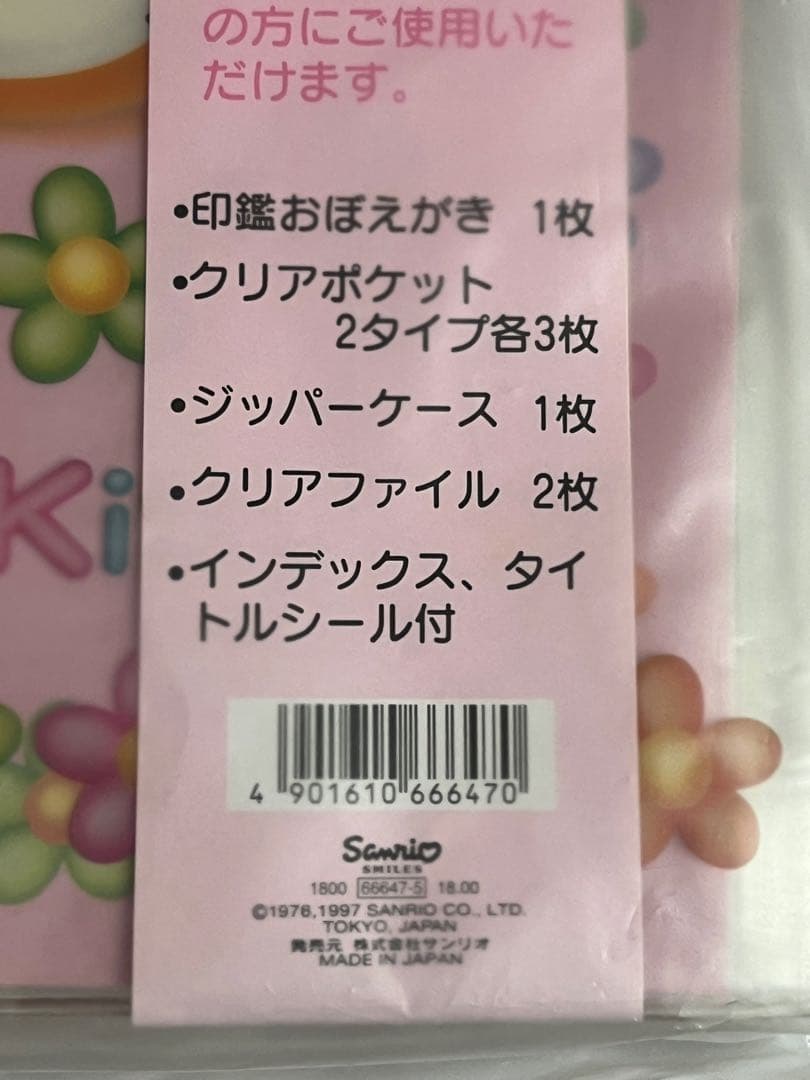 の方にご使用いた
だけます。
•印鑑おぼえがき 1枚
•クリアポケット
2タイプ各3枚
•ジッパーケース 1枚
•クリアファイル 2枚
•インデックス、タイ
トルシール付
Ki
4 901610 666470
Sanrio
SMILES
1800 66647-5 18.00
©1976,1997 SANRIO CO., LTD.
TOKYO, JAPAN
発売元 株式会社サンリオ
MADE IN JAPAN